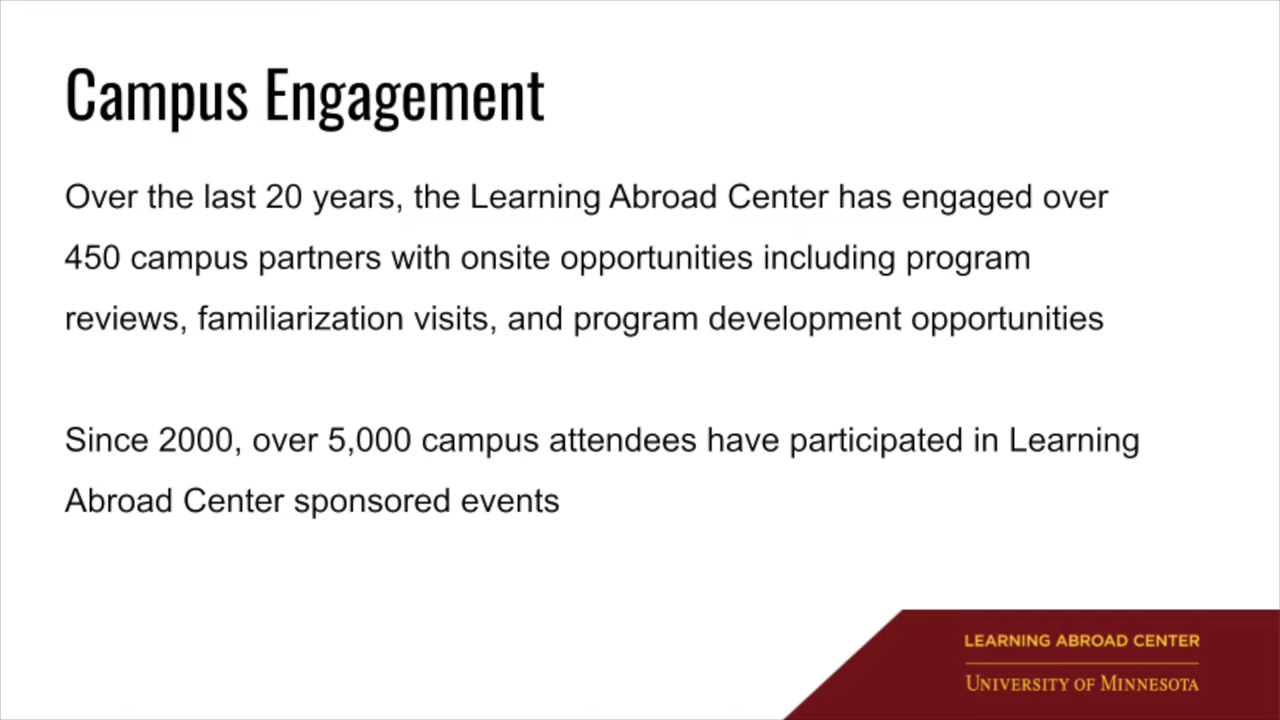 Campus Engagement
Over the last 20 years, the Learning Abroad Center has engaged over
450 campus partners with onsite opportunities including program
reviews, familiarization visits, and program development opportunities
Since 2000, over 5,000 campus attendees have participated in Learning
Abroad Center sponsored events
LEARNING ABROAD CENTER
UNIVERSITY OF MINNESOTA